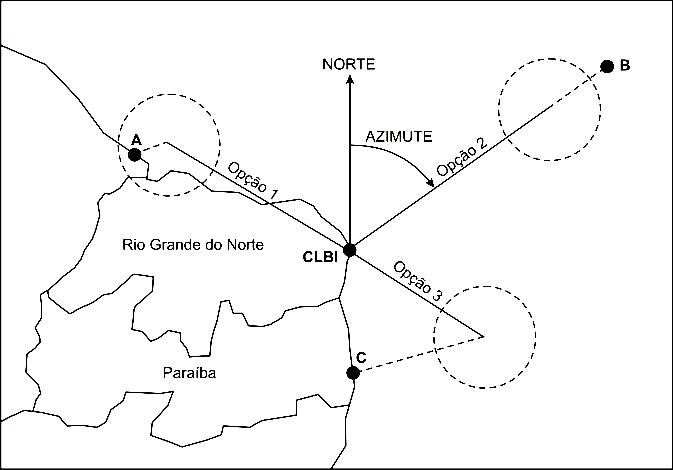 NORTE
B
AZIMUTE
A
Opção 2
Opção 1
Rio Grande do Norte
CLBI
Opção 3
C
Paraíba